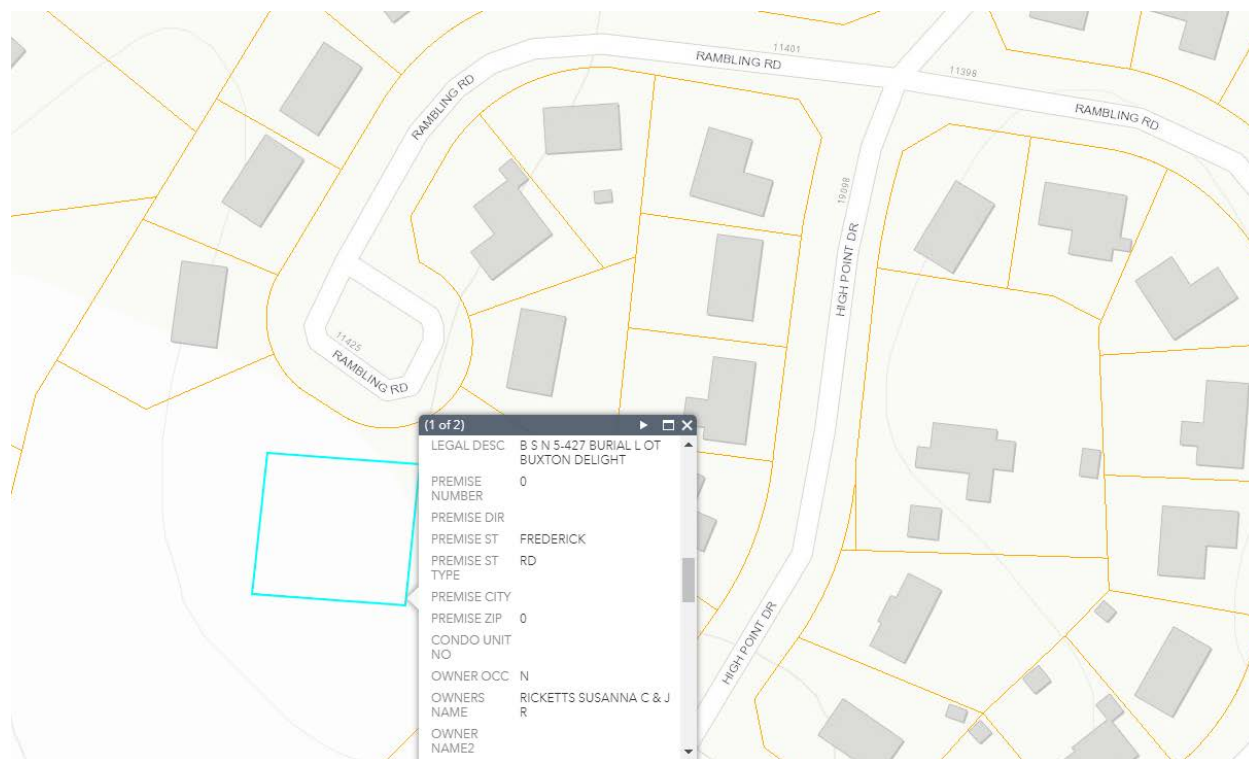 11401
RAMBLING RD
11398
RAMBLING RD
RAMBLING RD
19098
HIGH POINT DR
11425
RAMBLING RD
(1 of 2)
LEGAL DESC B S N 5-427 BURIAL L OT
BUXTON DELIGHT
PREMISE 0
NUMBER
PREMISE DIR
PREMISE ST FREDERICK
PREMISE ST RD
TYPE
PREMISE CITY
PREMISE ZIP 0
CONDO UNIT
NO
OWNER OCC N
OWNERS RICKETTS SUSANNA C & J
NAME R
OWNER
NAME2
HIGH POINT DR